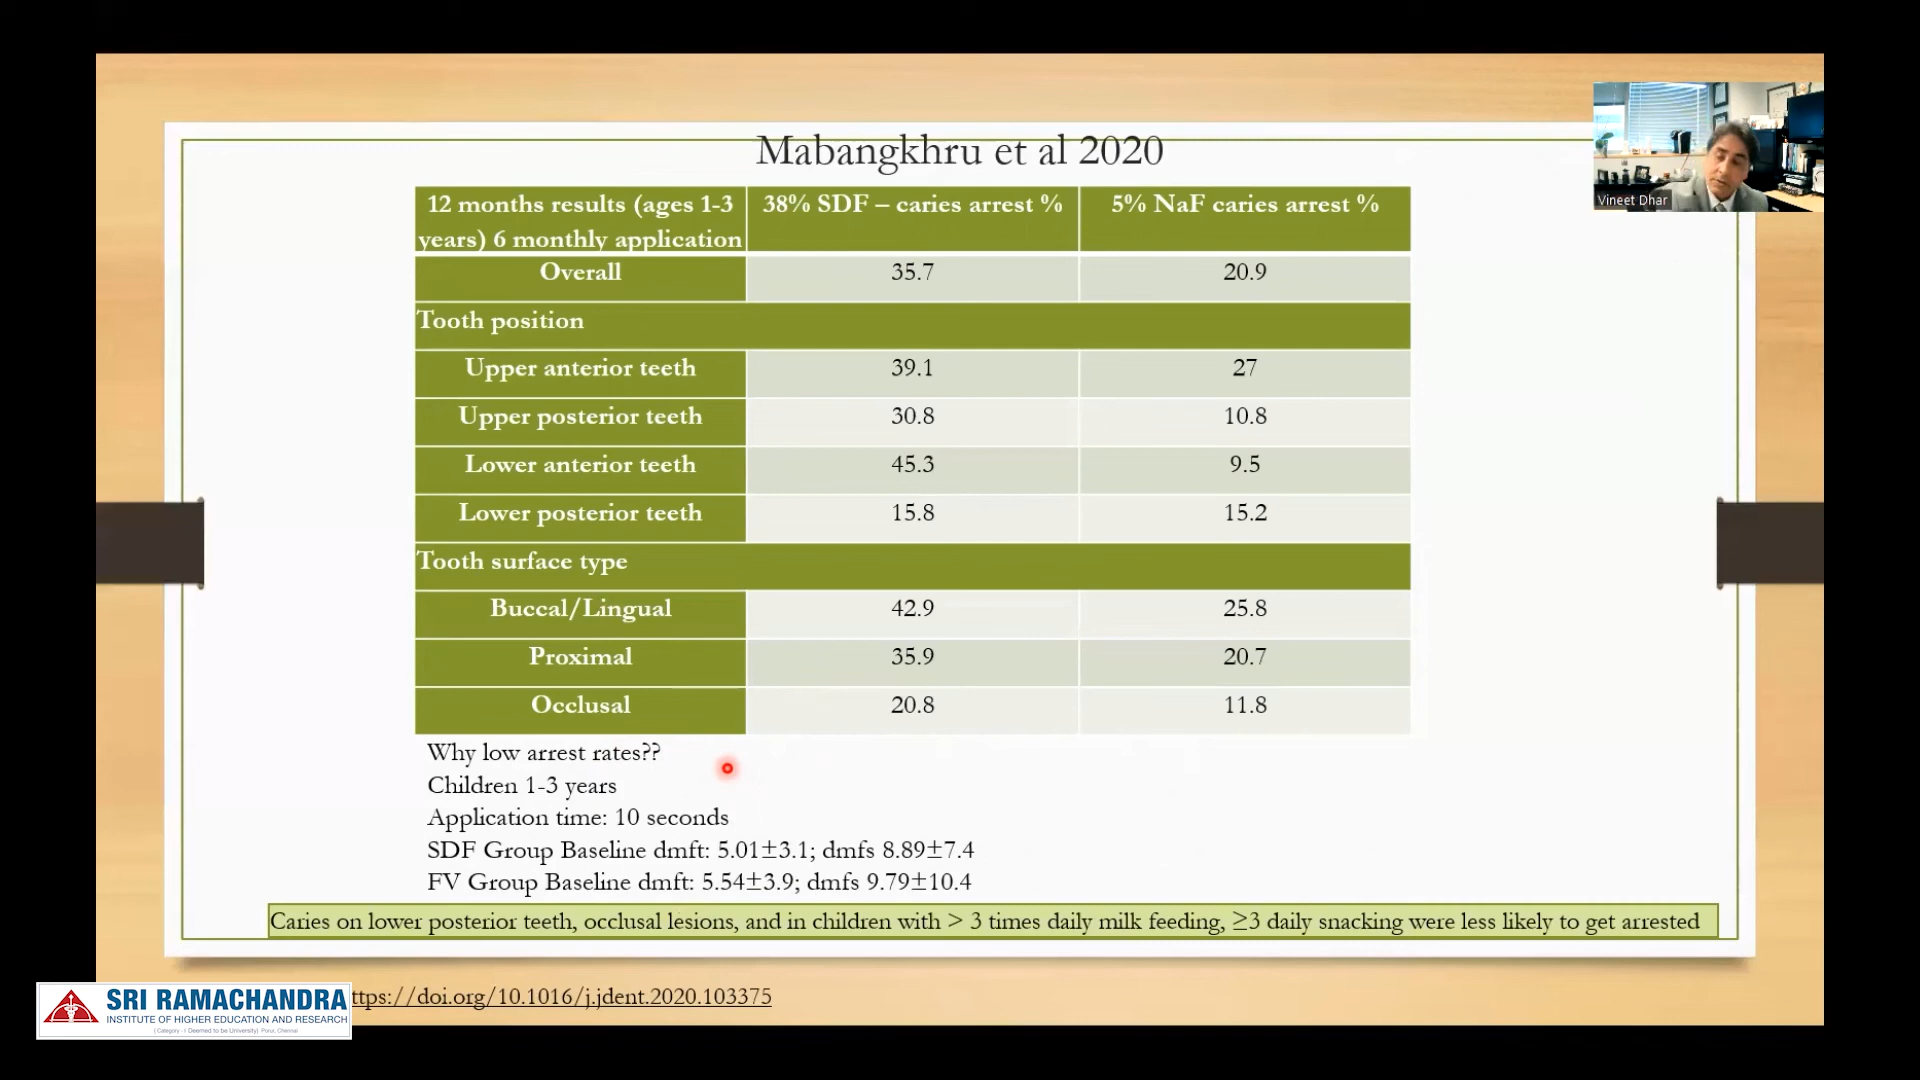 Mabangkhru et al 2020
12 months results (ages 1-3 years) 6 monthly application 38% SDF – caries arrest % 5% NaF caries arrest %
Overall 35.7 20.9
Tooth position
Upper anterior teeth 39.1 27
Upper posterior teeth 30.8 10.8
Lower anterior teeth 45.3 9.5
Lower posterior teeth 15.8 15.2
Tooth surface type
Buccal/Lingual 42.9 25.8
Proximal 35.9 20.7
Occlusal 20.8 11.8
Why low arrest rates??
Children 1-3 years
Application time: 10 seconds
SDF Group Baseline dmft: 5.01±3.1; dmfs 8.89±7.4
FV Group Baseline dmft: 5.54±3.9; dmfs 9.79±10.4
Caries on lower posterior teeth, occlusal lesions, and in children with > 3 times daily milk feeding, ≥3 daily snacking were less likely to get arrested
ttps://doi.org/10.1016/j.jdent.2020.103375
Vineet Dhar
SRI RAMACHANDRA
INSTITUTE OF HIGHER EDUCATION AND RESEARCH
(Category - I Deemed to be University) Porur, Chennai